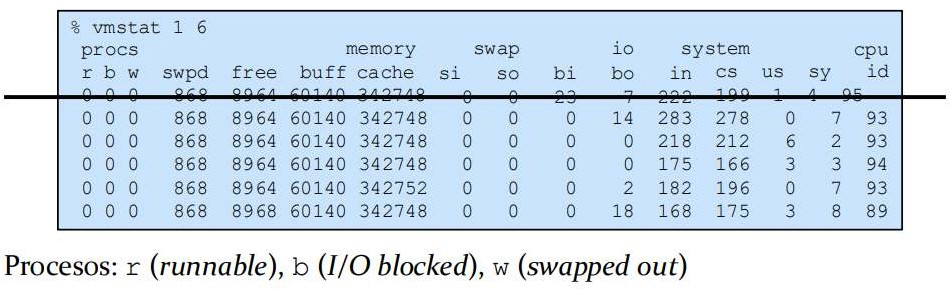 % vmstat 1 6
procs memory swap io system cpu
r b w swpd free buff cache si so bi bo in cs us sy id
0 0 0 868 8964 60140 342748 0 0 23 7 222 199 1 4 95
0 0 0 868 8964 60140 342748 0 0 0 14 283 278 0 7 93
0 0 0 868 8964 60140 342748 0 0 0 0 218 212 6 2 93
0 0 0 868 8964 60140 342748 0 0 0 0 175 166 3 3 94
0 0 0 868 8964 60140 342752 0 0 0 2 182 196 0 7 93
0 0 0 868 8968 60140 342748 0 0 0 18 168 175 3 8 89
Procesos: r (runnable), b (I/O blocked), w (swapped out)